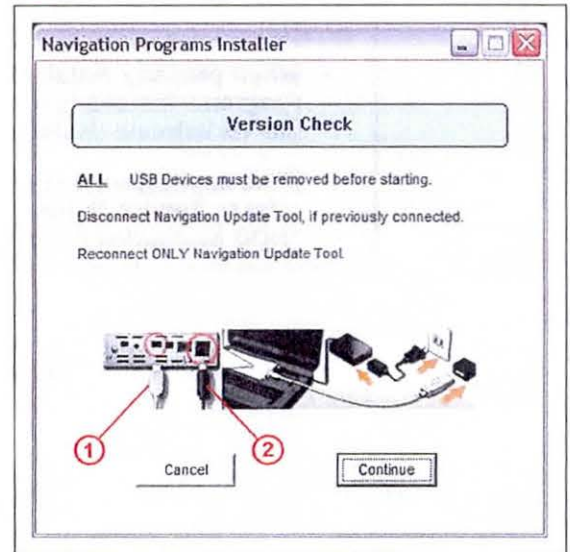 Navigation Programs Installer
Version Check
ALL USB Devices must be removed before starting.
Disconnect Navigation Update Tool, if previously connected.
Reconnect ONLY Navigation Update Tool
1
2
Cancel
Continue